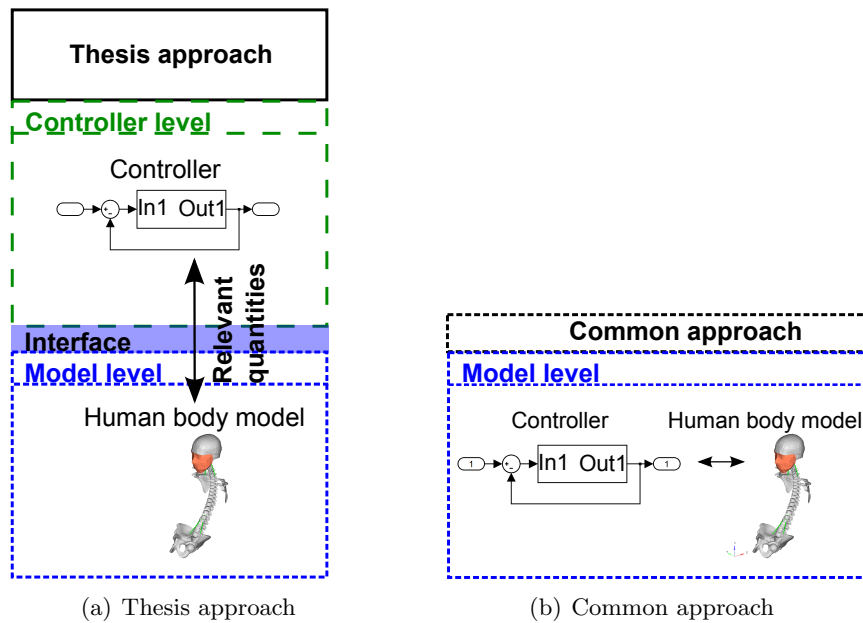 Thesis approach
Controller level
Controller
In1 Out1
Relevant
quantities
Interface
Model level
Human body model
(a) Thesis approach
Common approach
Model level
Controller
Human body model
1
In1 Out1
1
(b) Common approach